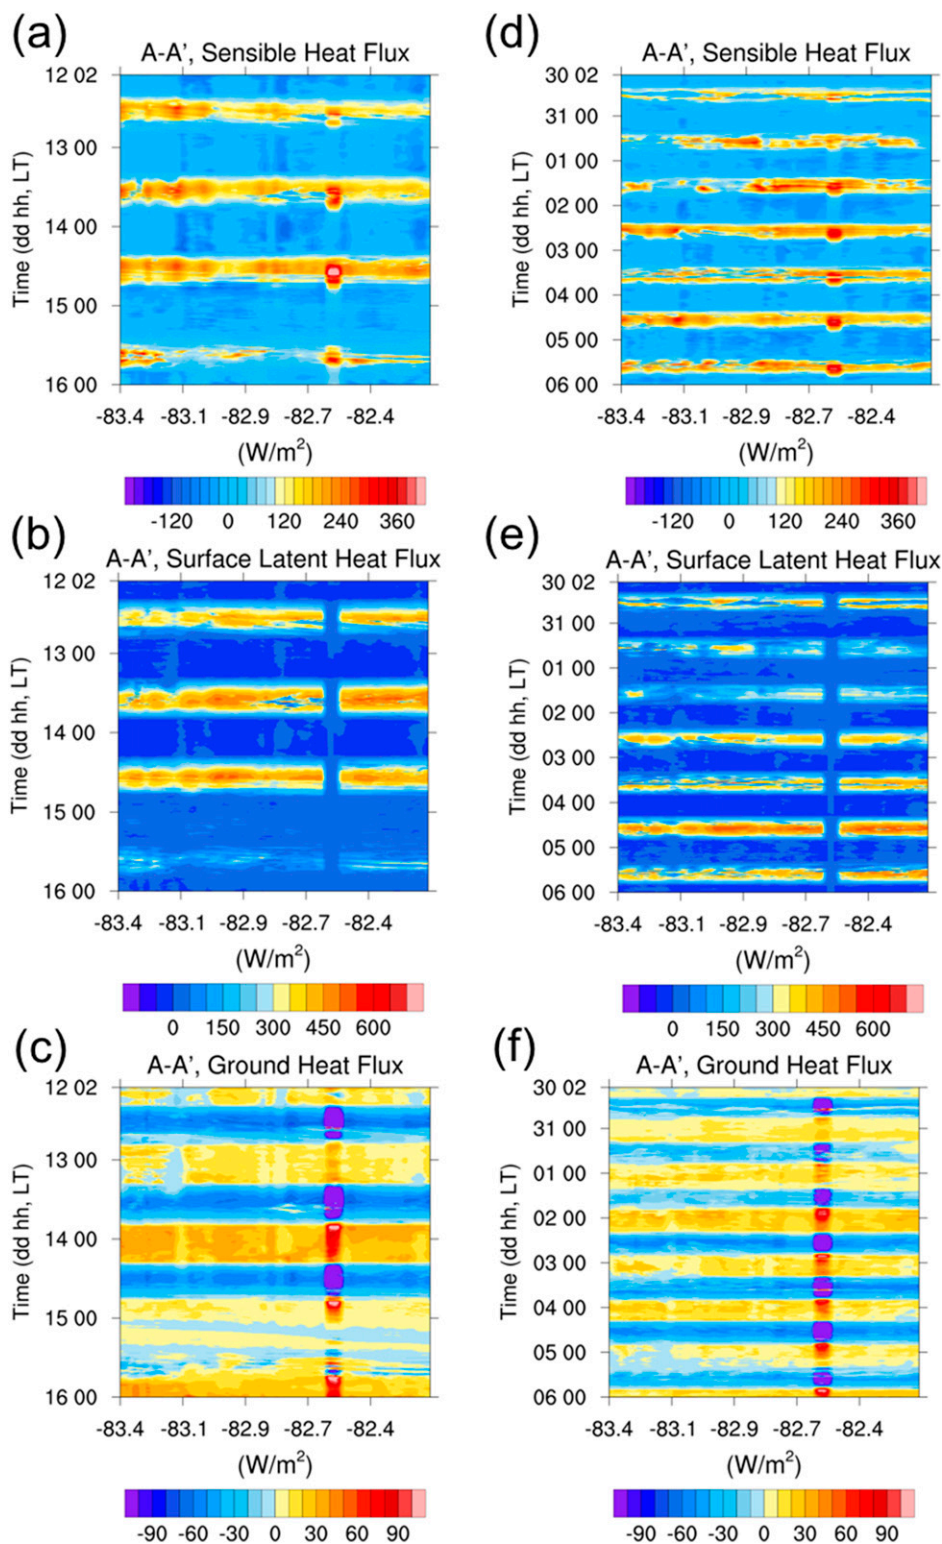 (a)
A-A', Sensible Heat Flux
12 02
13 00
14 00
15 00
16 00
Time (dd hh, LT)
-83.4 -83.1 -82.9 -82.7 -82.4
(W/m²)
-120 0 120 240 360
(d)
A-A', Sensible Heat Flux
30 02
31 00
01 00
02 00
03 00
04 00
05 00
06 00
Time (dd hh, LT)
-83.4 -83.1 -82.9 -82.7 -82.4
(W/m²)
-120 0 120 240 360
(b)
A-A', Surface Latent Heat Flux
12 02
13 00
14 00
15 00
16 00
Time (dd hh, LT)
-83.4 -83.1 -82.9 -82.7 -82.4
(W/m²)
0 150 300 450 600
(e)
A-A', Surface Latent Heat Flux
30 02
31 00
01 00
02 00
03 00
04 00
05 00
06 00
Time (dd hh, LT)
-83.4 -83.1 -82.9 -82.7 -82.4
(W/m²)
0 150 300 450 600
(c)
A-A', Ground Heat Flux
12 02
13 00
14 00
15 00
16 00
Time (dd hh, LT)
-83.4 -83.1 -82.9 -82.7 -82.4
(W/m²)
-90 -60 -30 0 30 60 90
(f)
A-A', Ground Heat Flux
30 02
31 00
01 00
02 00
03 00
04 00
05 00
06 00
Time (dd hh, LT)
-83.4 -83.1 -82.9 -82.7 -82.4
(W/m²)
-90 -60 -30 0 30 60 90